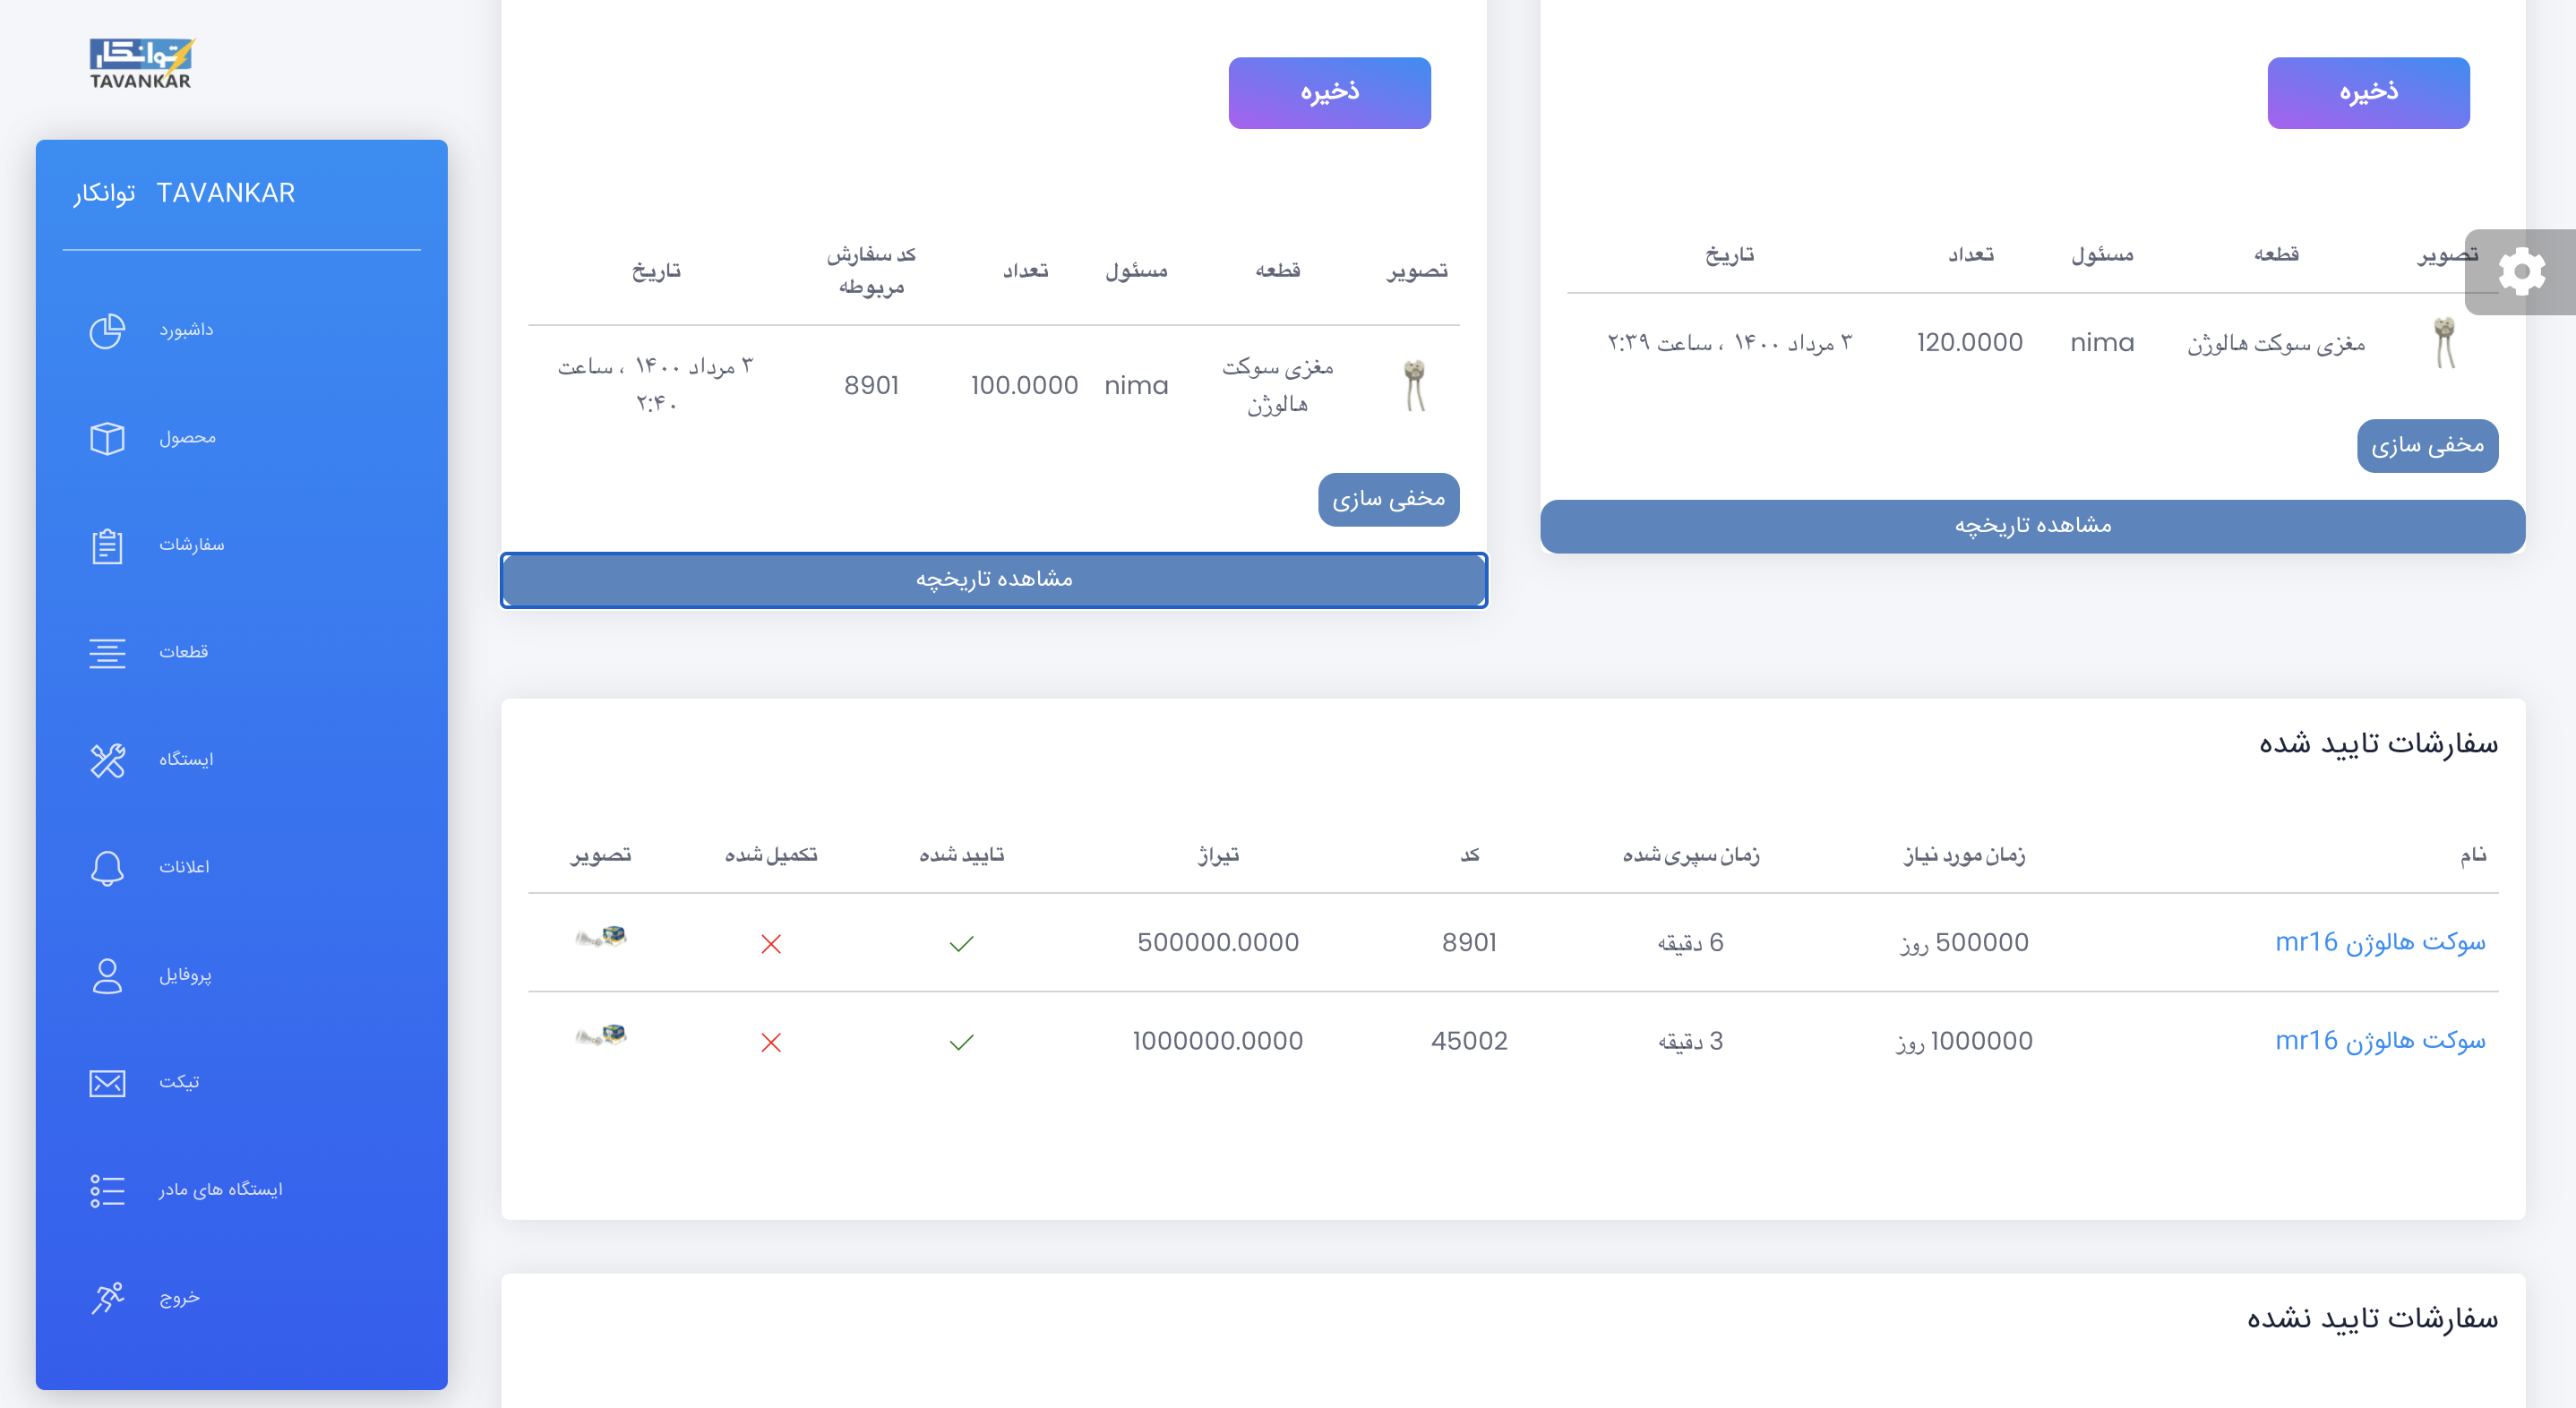 توانکار
TAVANKAR
توانکار TAVANKAR
داشبورد
محصول
سفارشات
قطعات
ایستگاه
اعلانات
پروفایل
تیکت
ایستگاه های مادر
خروج
ذخیره
تصویر قطعه مسئول تعداد تاریخ
مغزی سوکت هالوژن nima 120.0000 ۳ مرداد ۱۴۰۰ ، ساعت ۲:۳۹
مخفی سازی
مشاهده تاریخچه
ذخیره
تصویر قطعه مسئول تعداد کد سفارش مربوطه تاریخ
مغزی سوکت
هالوژن
nima 100.0000 8901
۳ مرداد ۱۴۰۰ ، ساعت
۲:۴۰
مخفی سازی
مشاهده تاریخچه
سفارشات تایید شده
نام زمان مورد نیاز زمان سپری شده کد تیراژ تایید شده تکمیل شده تصویر
سوکت هالوژن mr16 500000 روز 6 دقیقه 8901 500000.0000
سوکت هالوژن mr16 1000000 روز 3 دقیقه 45002 1000000.0000
سفارشات تایید نشده